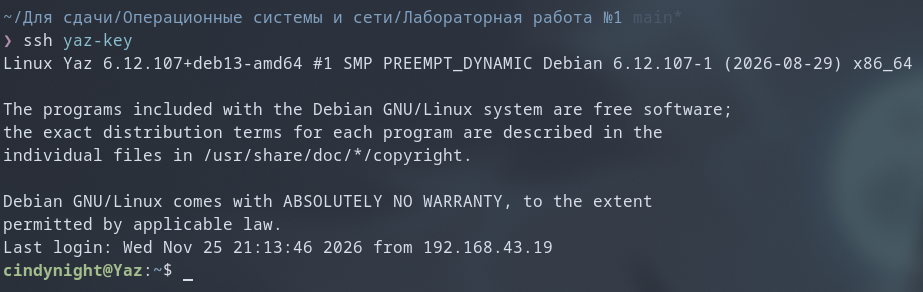 ~/Для сдачи/Операционные системы и сети/Лабораторная работа №1 main*
❯ ssh yaz-key
Linux Yaz 6.12.107+deb13-amd64 #1 SMP PREEMPT_DYNAMIC Debian 6.12.107-1 (2026-08-29) x86_64

The programs included with the Debian GNU/Linux system are free software;
the exact distribution terms for each program are described in the
individual files in /usr/share/doc/*/copyright.

Debian GNU/Linux comes with ABSOLUTELY NO WARRANTY, to the extent
permitted by applicable law.
Last login: Wed Nov 25 21:13:46 2026 from 192.168.43.19
cindynight@Yaz:~$ _